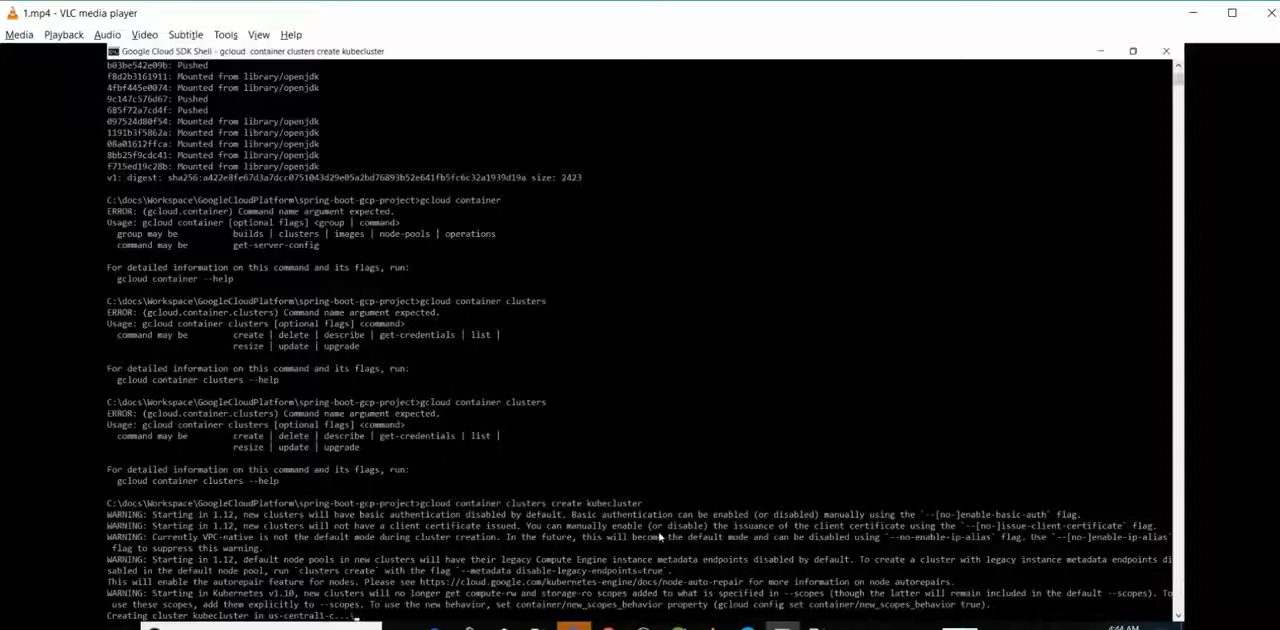 1.mp4 - VLC media player
Media Playback Audio Video Subtitle Tools View Help
Google Cloud SDK Shell - gcloud container clusters create kubecluster
b03be542e09b: Pushed
f8d2b3161911: Mounted from library/openjdk
4fbf445e0074: Mounted from library/openjdk
9c147c576d67: Pushed
685f72a7cd4f: Pushed
097524d80f54: Mounted from library/openjdk
1191b3f5862a: Mounted from library/openjdk
08a01612ffca: Mounted from library/openjdk
8bb25f9cdc41: Mounted from library/openjdk
f715ed19c28b: Mounted from library/openjdk
v1: digest: sha256:a422e8fe67d3a7dcc0751043d29e05a2bd76893b52e641fb5fc6c32a1939d19a size: 2423
C:\docs\Workspace\GoogleCloudPlatform\spring-boot-gcp-project>gcloud container
ERROR: (gcloud.container) Command name argument expected.
Usage: gcloud container [optional flags] <group | command>
group may be builds | clusters | images | node-pools | operations
command may be get-server-config
For detailed information on this command and its flags, run:
gcloud container --help
C:\docs\Workspace\GoogleCloudPlatform\spring-boot-gcp-project>gcloud container clusters
ERROR: (gcloud.container.clusters) Command name argument expected.
Usage: gcloud container clusters [optional flags] <command>
command may be create | delete | describe | get-credentials | list |
resize | update | upgrade
For detailed information on this command and its flags, run:
gcloud container clusters --help
C:\docs\Workspace\GoogleCloudPlatform\spring-boot-gcp-project>gcloud container clusters
ERROR: (gcloud.container.clusters) Command name argument expected.
Usage: gcloud container clusters [optional flags] <command>
command may be create | delete | describe | get-credentials | list |
resize | update | upgrade
For detailed information on this command and its flags, run:
gcloud container clusters --help
C:\docs\Workspace\GoogleCloudPlatform\spring-boot-gcp-project>gcloud container clusters create kubecluster
WARNING: Starting in 1.12, new clusters will have basic authentication disabled by default. Basic authentication can be enabled (or disabled) manually using the `--[no-]enable-basic-auth` flag.
WARNING: Starting in 1.12, new clusters will not have a client certificate issued. You can manually enable (or disable) the issuance of the client certificate using the `--[no-]issue-client-certificate` flag.
WARNING: Currently VPC-native is not the default mode during cluster creation. In the future, this will become the default mode and can be disabled using `--no-enable-ip-alias` flag. Use `--[no-]enable-ip-alias`
flag to suppress this warning.
WARNING: Starting in 1.12, default node pools in new clusters will have their legacy Compute Engine instance metadata endpoints disabled by default. To create a cluster with legacy instance metadata endpoints di
sabled in the default node pool, run `clusters create` with the flag `--metadata disable-legacy-endpoints=true`.
This will enable the autorepair feature for nodes. Please see https://cloud.google.com/kubernetes-engine/docs/node-auto-repair for more information on node autorepairs.
WARNING: Starting in Kubernetes v1.10, new clusters will no longer get compute-rw and storage-ro scopes added to what is specified in --scopes (though the latter will remain included in the default --scopes). To
use these scopes, add them explicitly to --scopes. To use the new behavior, set container/new_scopes_behavior property (gcloud config set container/new_scopes_behavior true).
Creating cluster kubecluster in us-central1-c...
4:44 AM